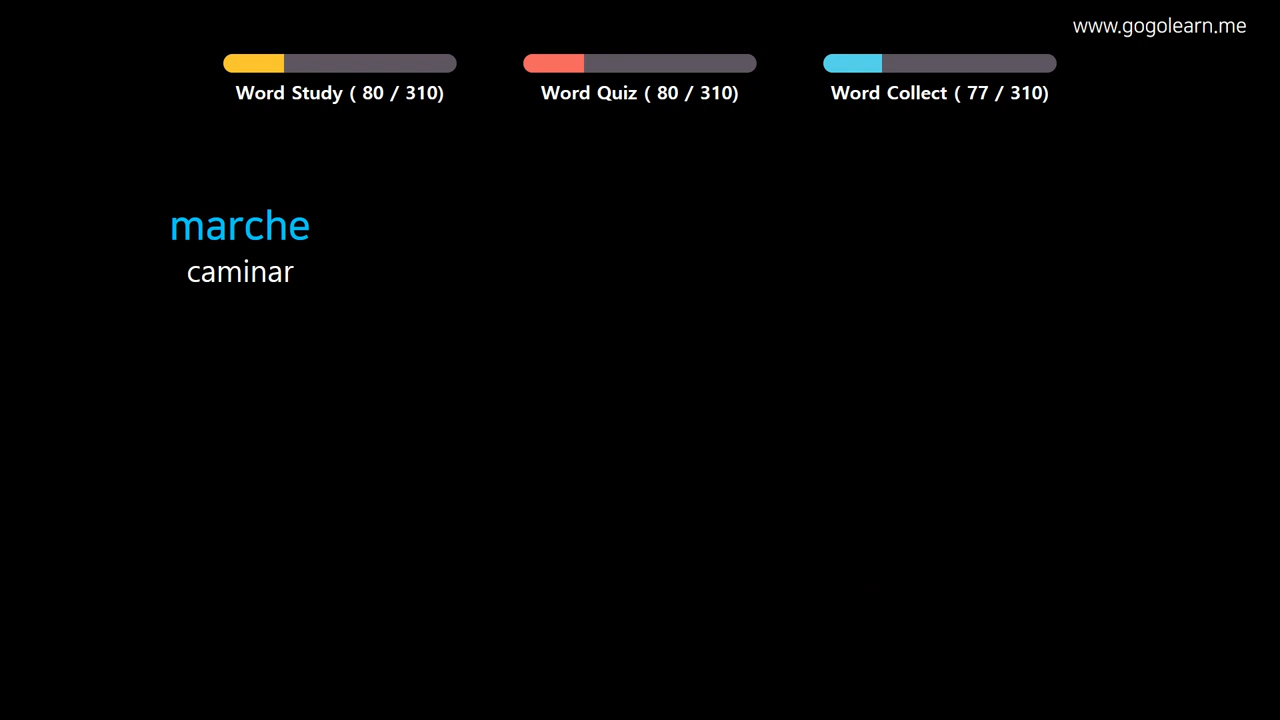 www.gogolearn.me
Word Study ( 80 / 310)
Word Quiz ( 80 / 310)
Word Collect ( 77 / 310)
marche
caminar